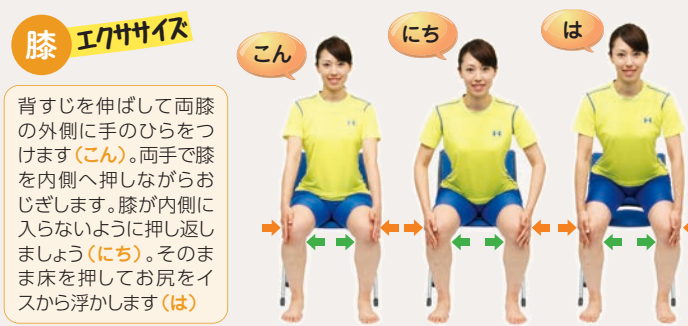 膝 エクササイズ
背すじを伸ばして両膝
の外側に手のひらをつ
けます(こん)。両手で膝
を内側へ押しながらお
じぎします。膝が内側に
入らないように押し返し
ましょう(にち)。そのま
ま床を押してお尻をイ
スから浮かします(は)
こん
にち
は